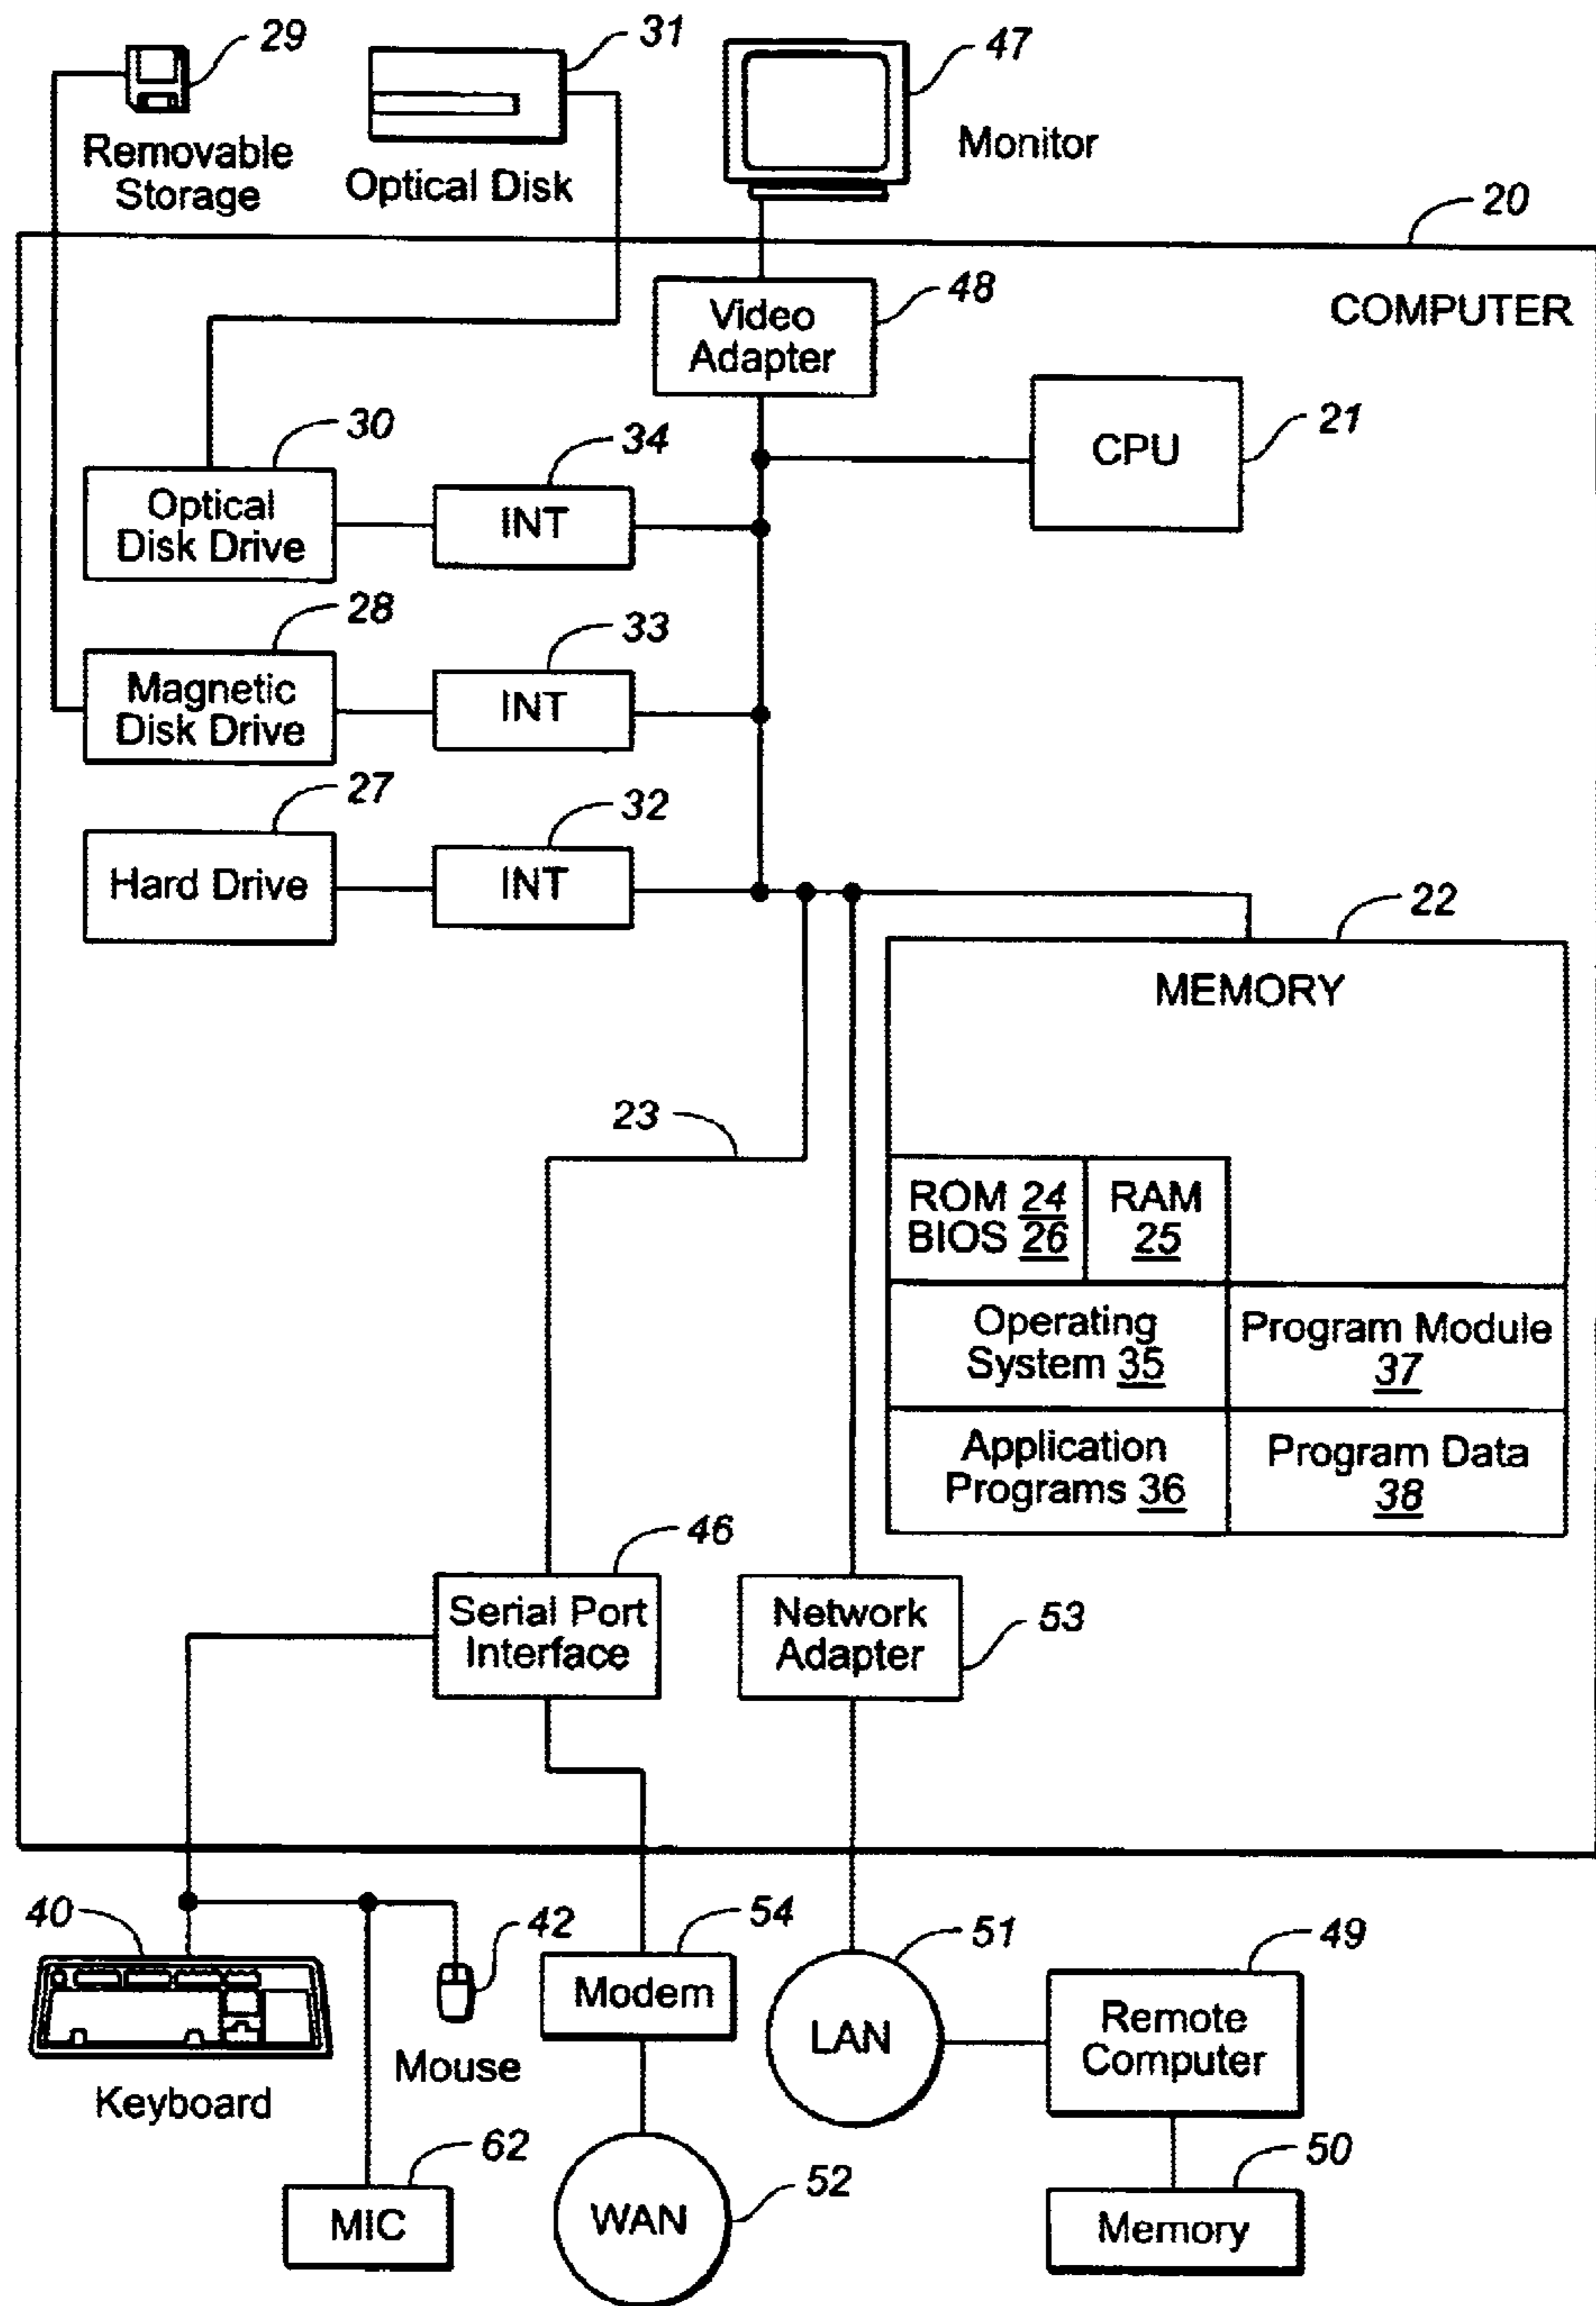 29
31
47
Removable
Storage
Optical Disk
Monitor
20
COMPUTER
Video
Adapter
48
CPU
21
30
34
Optical
Disk Drive
INT
28
33
Magnetic
Disk Drive
INT
27
32
Hard Drive
INT
22
MEMORY
23
ROM 24
BIOS 26
RAM
25
Operating
System 35
Program Module
37
Application
Programs 36
Program Data
38
46
Serial Port
Interface
Network
Adapter
53
40
42
54
51
49
Keyboard
Mouse
Modem
LAN
Remote
Computer
62
MIC
WAN
52
50
Memory